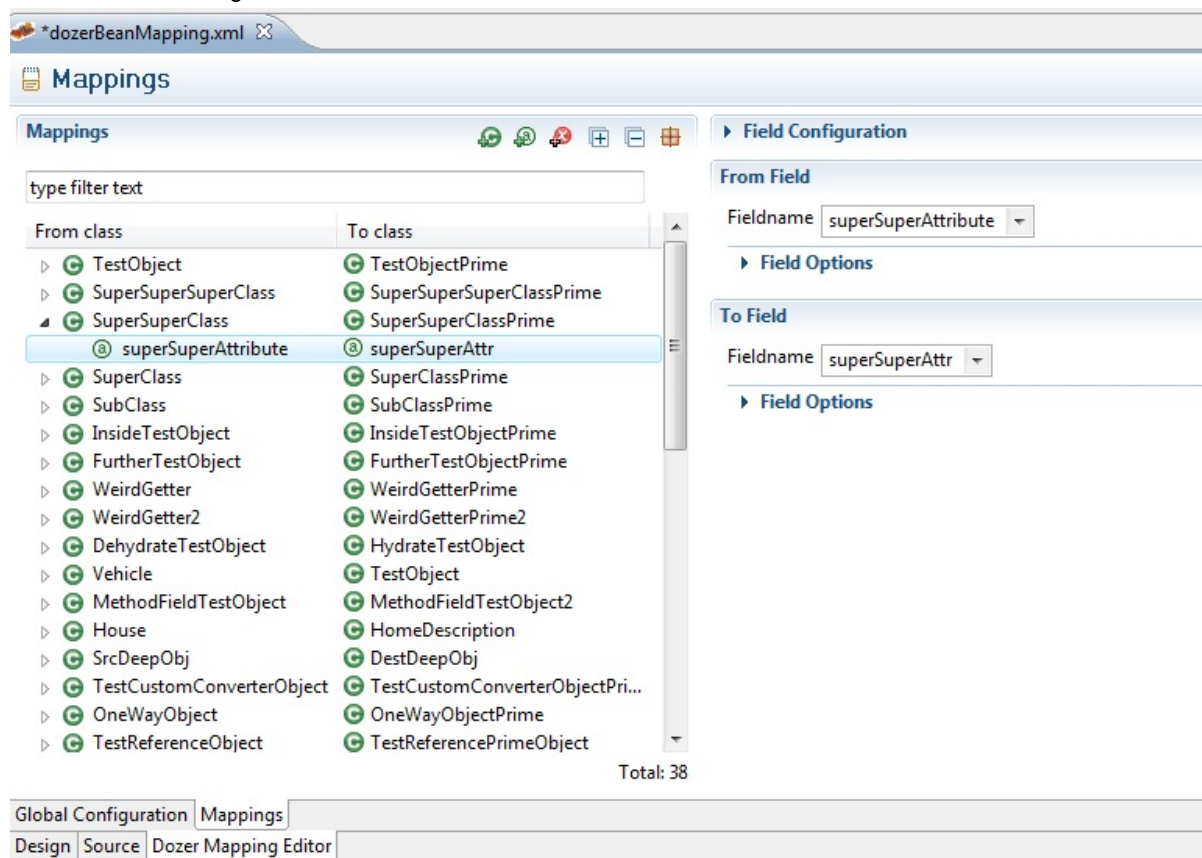 *dozerBeanMapping.xml
Mappings
Mappings
type filter text
From class To class
TestObject TestObjectPrime
SuperSuperSuperClass SuperSuperSuperClassPrime
SuperSuperClass SuperSuperClassPrime
superSuperAttribute superSuperAttr
SuperClass SuperClassPrime
SubClass SubClassPrime
InsideTestObject InsideTestObjectPrime
FurtherTestObject FurtherTestObjectPrime
WeirdGetter WeirdGetterPrime
WeirdGetter2 WeirdGetterPrime2
DehydrateTestObject HydrateTestObject
Vehicle TestObject
MethodFieldTestObject MethodFieldTestObject2
House HomeDescription
SrcDeepObj DestDeepObj
TestCustomConverterObject TestCustomConverterObjectPri...
OneWayObject OneWayObjectPrime
TestReferenceObject TestReferencePrimeObject
Total: 38
Field Configuration
From Field
Fieldname superSuperAttribute
Field Options
To Field
Fieldname superSuperAttr
Field Options
Global Configuration Mappings
Design Source Dozer Mapping Editor